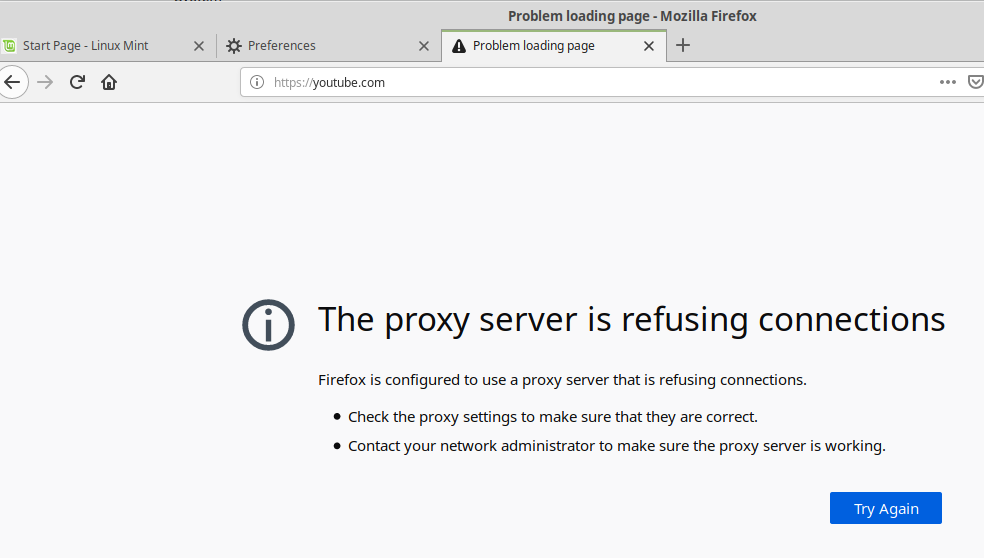 Problem loading page - Mozilla Firefox
Start Page - Linux Mint
Preferences
Problem loading page
https://youtube.com
The proxy server is refusing connections
Firefox is configured to use a proxy server that is refusing connections.
Check the proxy settings to make sure that they are correct.
Contact your network administrator to make sure the proxy server is working.
Try Again